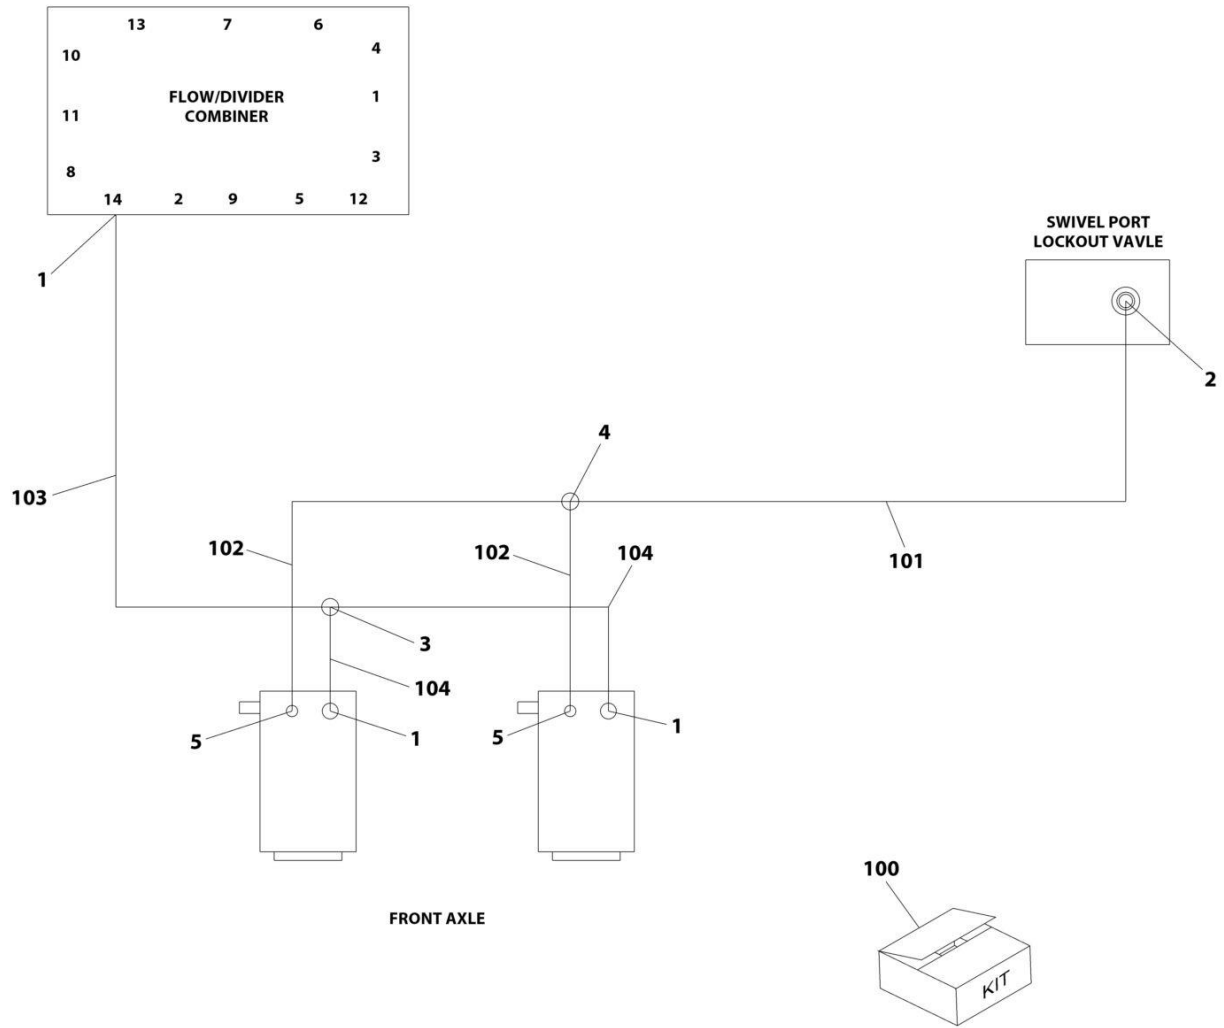 13 7 6
10 4
FLOW/DIVIDER 1
COMBINER
11
3
8
14 2 9 5 12
SWIVEL PORT
LOCKOUT VAVLE
1
2
4
103
102 102 104
101
3
104
5 1 5 1
100
FRONT AXLE
KIT